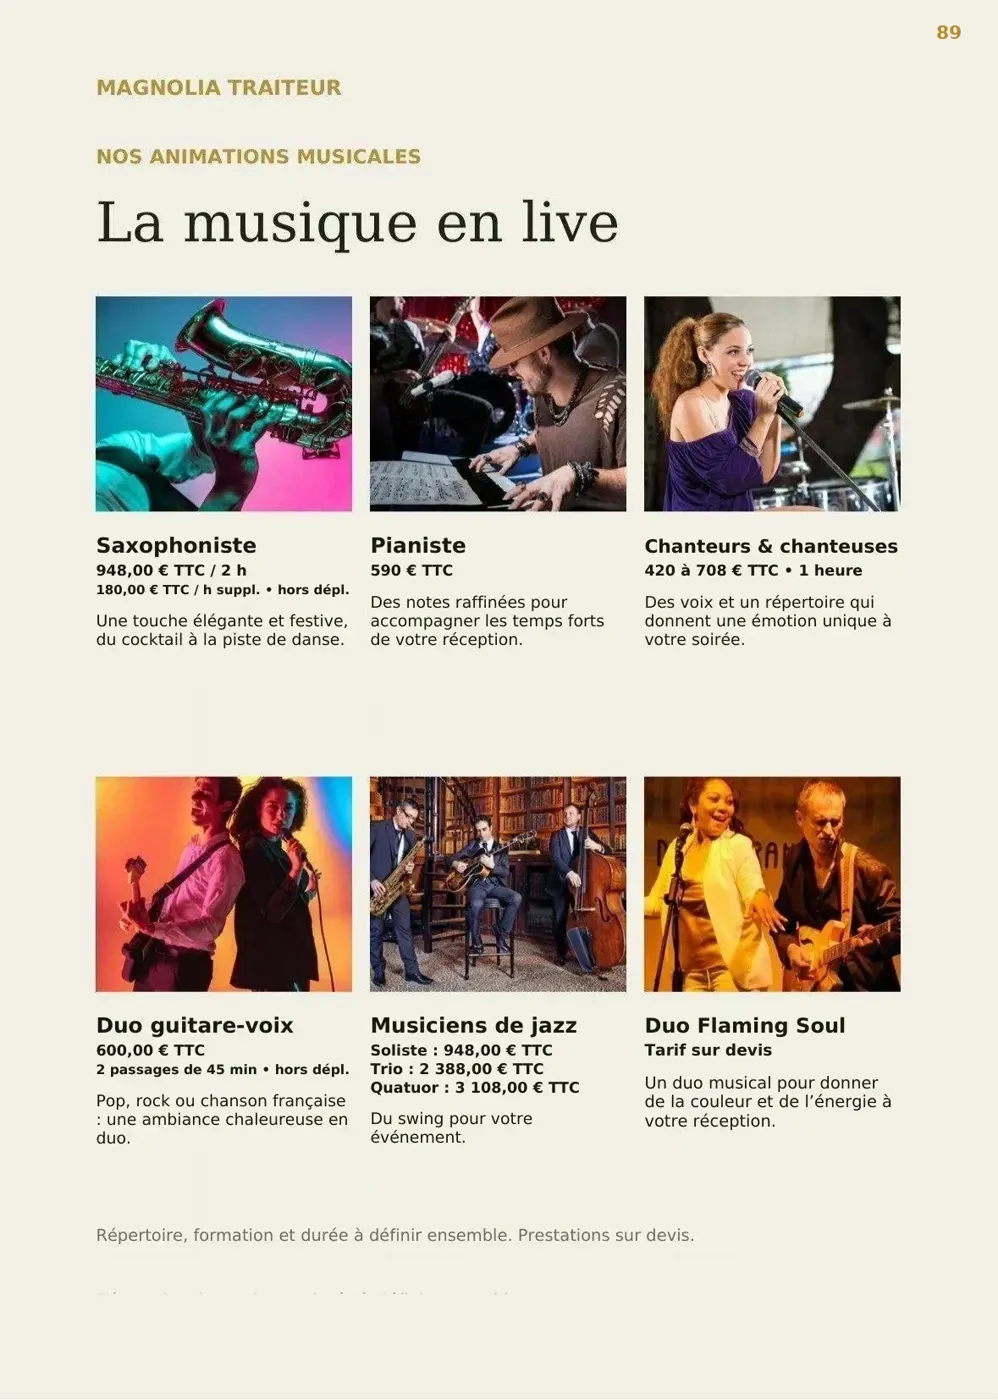 89
MAGNOLIA TRAITEUR
NOS ANIMATIONS MUSICALES
La musique en live
Saxophoniste
948,00 € TTC / 2 h
180,00 € TTC / h suppl. • hors dépl.
Une touche élégante et festive,
du cocktail à la piste de danse.
Pianiste
590 € TTC
Des notes raffinées pour
accompagner les temps forts
de votre réception.
Chanteurs & chanteuses
420 à 708 € TTC • 1 heure
Des voix et un répertoire qui
donnent une émotion unique à
votre soirée.
Duo guitare-voix
600,00 € TTC
2 passages de 45 min • hors dépl.
Pop, rock ou chanson française
: une ambiance chaleureuse en
duo.
Musiciens de jazz
Soliste : 948,00 € TTC
Trio : 2 388,00 € TTC
Quatuor : 3 108,00 € TTC
Du swing pour votre
événement.
Duo Flaming Soul
Tarif sur devis
Un duo musical pour donner
de la couleur et de l’énergie à
votre réception.
Répertoire, formation et durée à définir ensemble. Prestations sur devis.